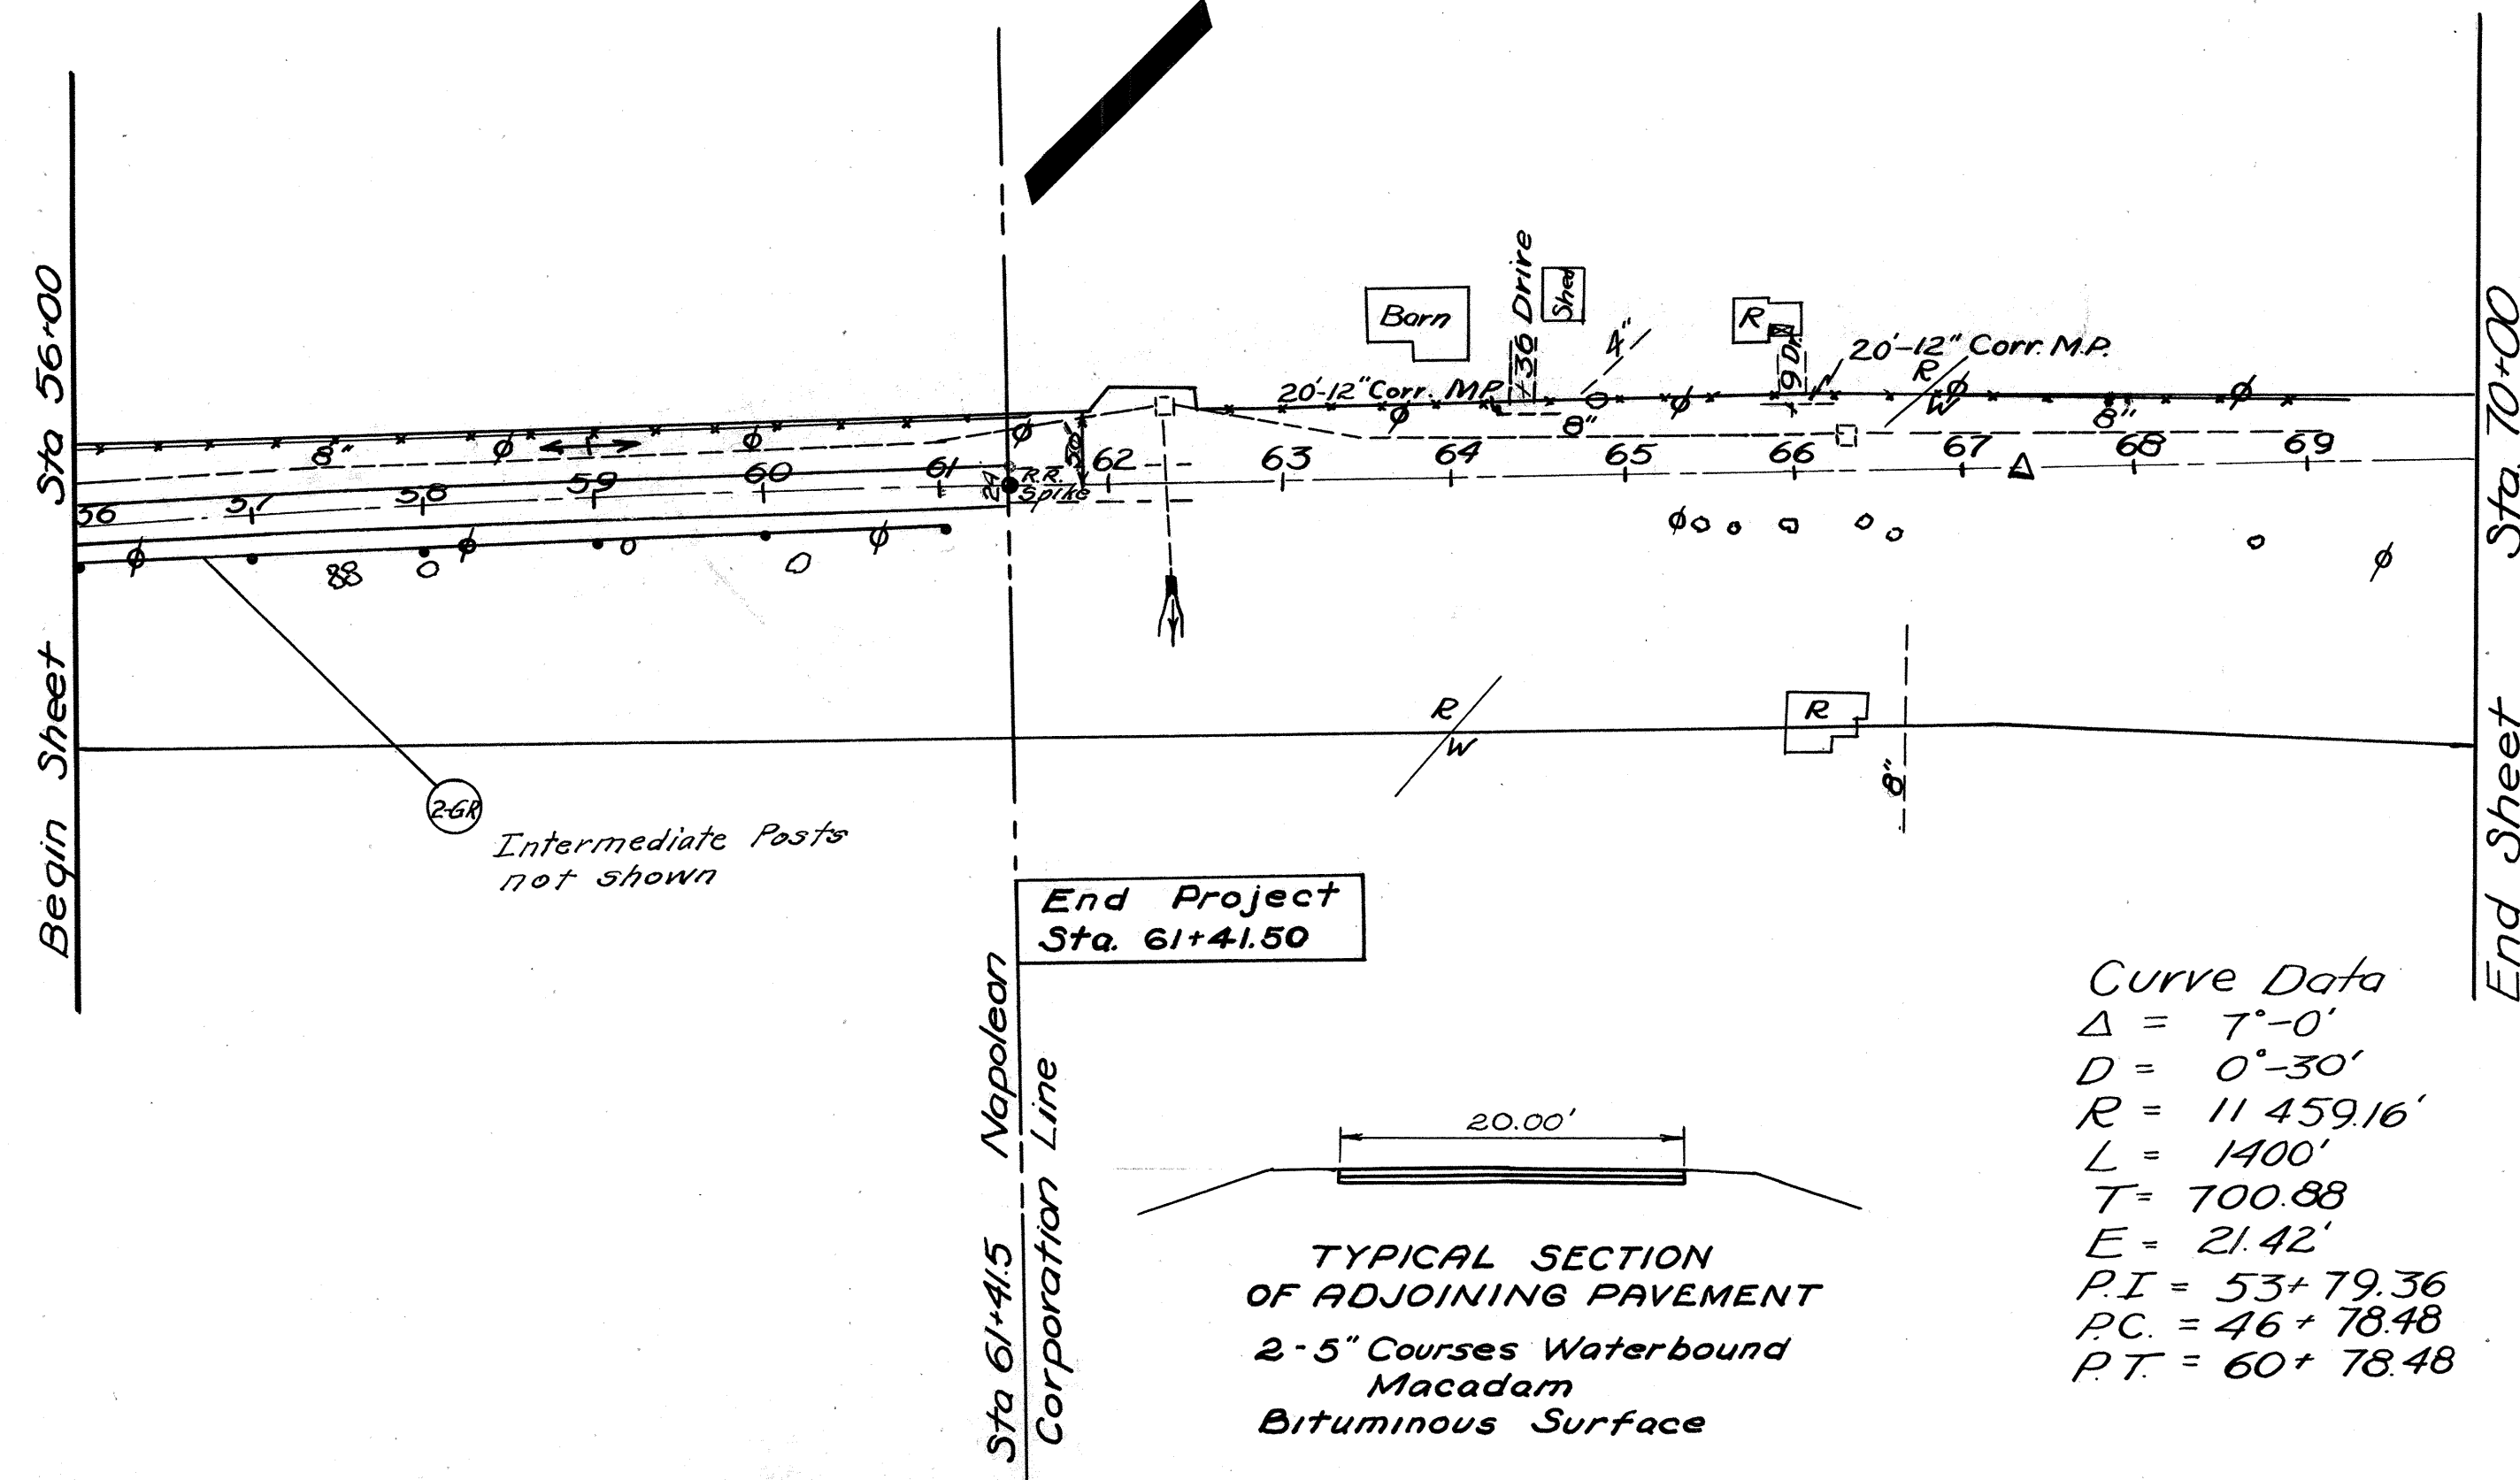 Begin Sheet Sta 56+00
8"
56
57
58
59
60
61
62
63
64
65
66
67
68
69
24
R.R.
Spike
50'
Barn
20'-12" Corr. M.P.
+36 Drire
Shed
4"
8"
R
+9 Dr.
20'-12" Corr. M.P.
R
W
8"
Δ
End Sheet Sta. 70+00
88
2-GR
Intermediate Posts
not shown
R
W
R
8"
End Project
Sta. 61+41.50
Sta 61+41.5 Napoleon
Corporation Line
20.00'
TYPICAL SECTION
OF ADJOINING PAVEMENT
2-5" Courses Waterbound
Macadam
Bituminous Surface
Curve Data
Δ = 7°-0'
D = 0°-30'
R = 11 459.16'
L = 1400'
T = 700.88
E = 21.42'
P.I = 53+79.36
P.C. = 46+78.48
P.T. = 60+78.48